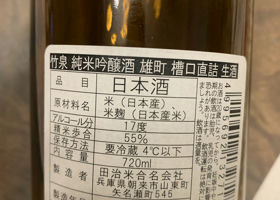 竹泉 純米吟醸酒 雄町 槽口直詰 生酒
品目 日本酒
原材料名 米（日本産）、
米麹（日本産米）
アルコール分 17度
精米歩合 55%
保存方法 要冷蔵 4℃以下
内容量 720ml
製造者 田治米合名会社
兵庫県朝来市山東町
矢名瀬町545
製造年月